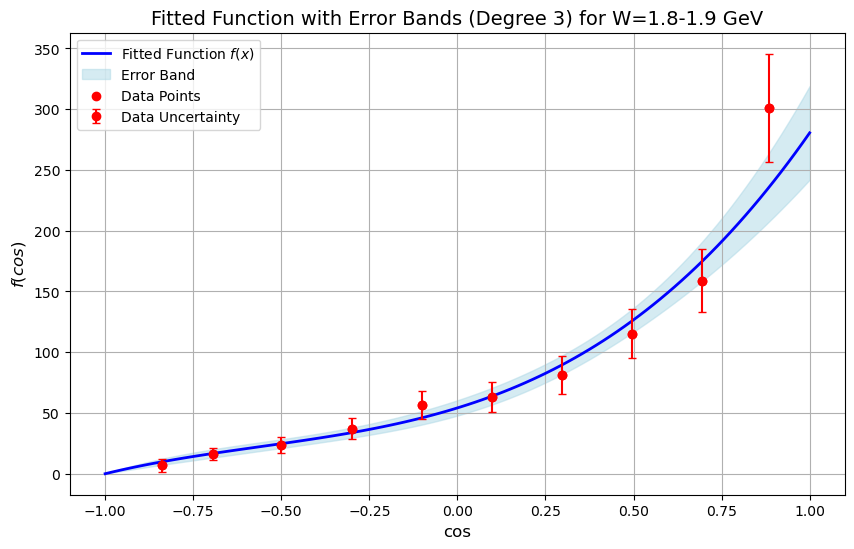 Fitted Function with Error Bands (Degree 3) for W=1.8-1.9 GeV
Fitted Function f(x)
Error Band
Data Points
Data Uncertainty
f(cos)
350
300
250
200
150
100
50
0
−1.00 −0.75 −0.50 −0.25 0.00 0.25 0.50 0.75 1.00
cos